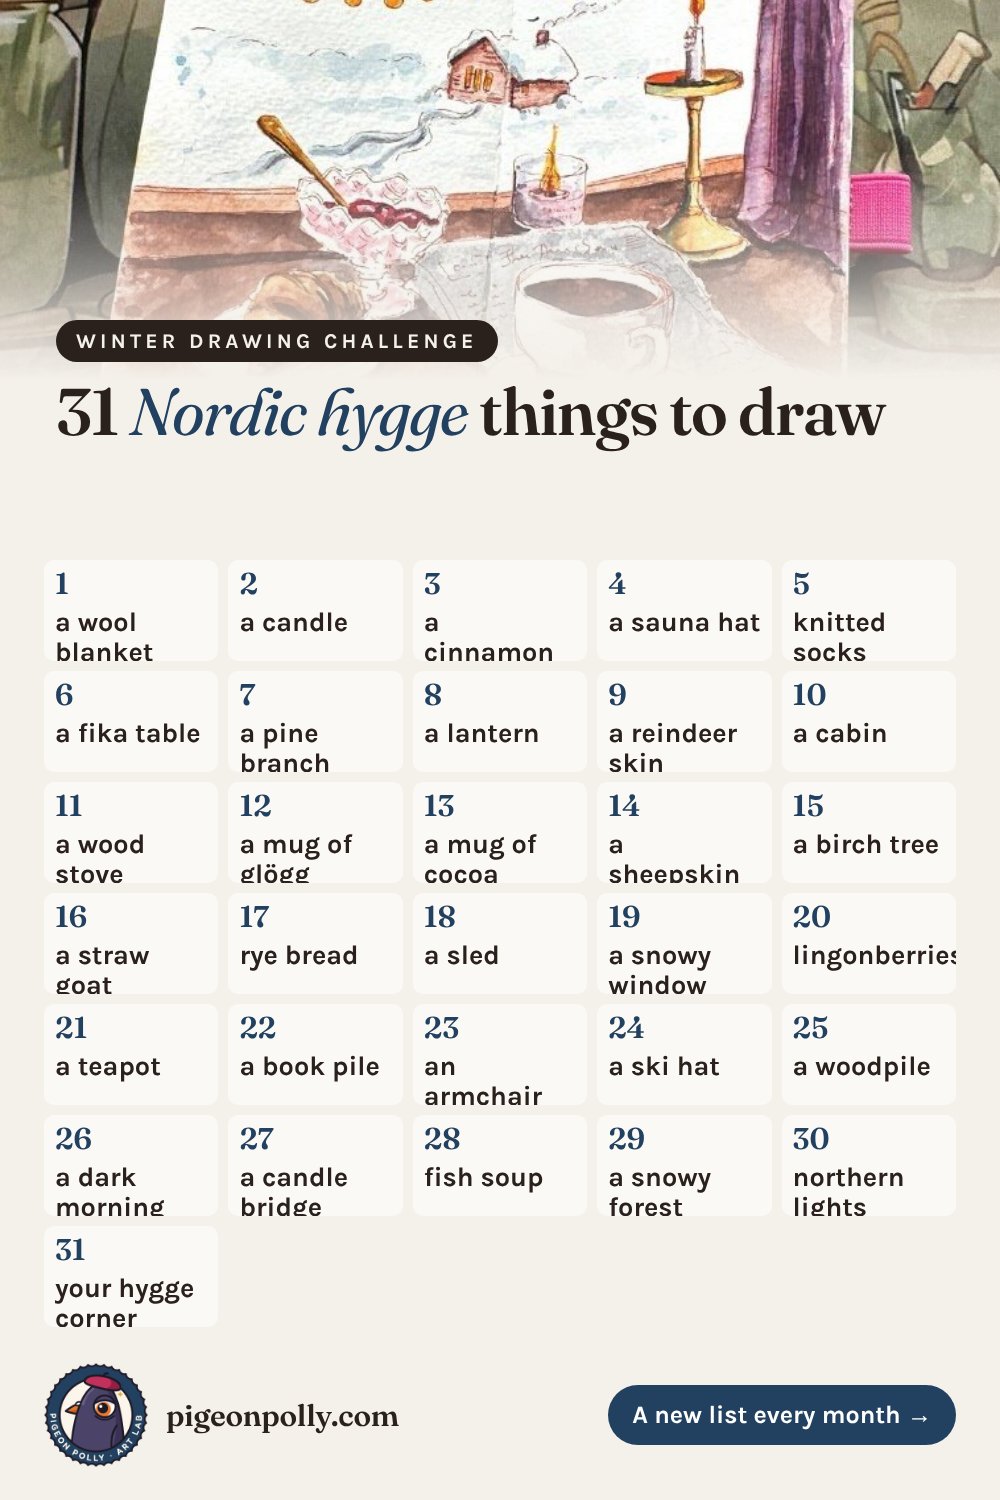 WINTER DRAWING CHALLENGE
31 Nordic hygge things to draw
1
a wool
blanket
2
a candle
3
a
cinnamon
4
a sauna hat
5
knitted
socks
6
a fika table
7
a pine
branch
8
a lantern
9
a reindeer
skin
10
a cabin
11
a wood
stove
12
a mug of
glögg
13
a mug of
cocoa
14
a
sheepskin
15
a birch tree
16
a straw
goat
17
rye bread
18
a sled
19
a snowy
window
20
lingonberries
21
a teapot
22
a book pile
23
an
armchair
24
a ski hat
25
a woodpile
26
a dark
morning
27
a candle
bridge
28
fish soup
29
a snowy
forest
30
northern
lights
31
your hygge
corner
PIGEON POLLY · ART LAB
pigeonpolly.com
A new list every month →